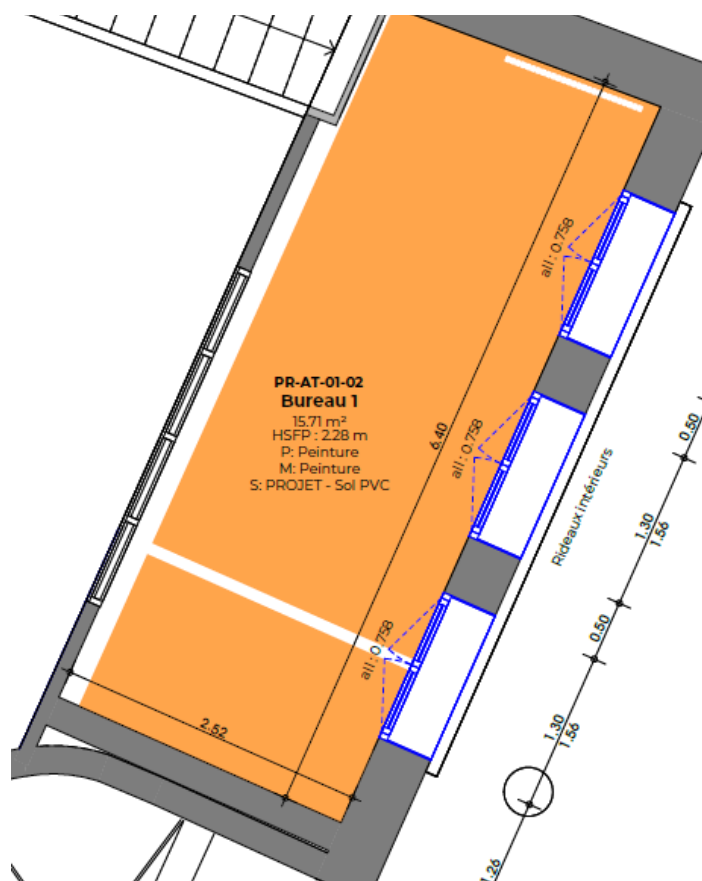 all : 0.758
PR-AT-01-02
Bureau 1
15.71 m²
HSFP : 2.28 m
P: Peinture
M: Peinture
S: PROJET - Sol PVC
6.40
all : 0.758
all : 0.758
2.52
Rideaux intérieurs
0.50
1.30
1.56
0.50
1.30
1.56
1.26